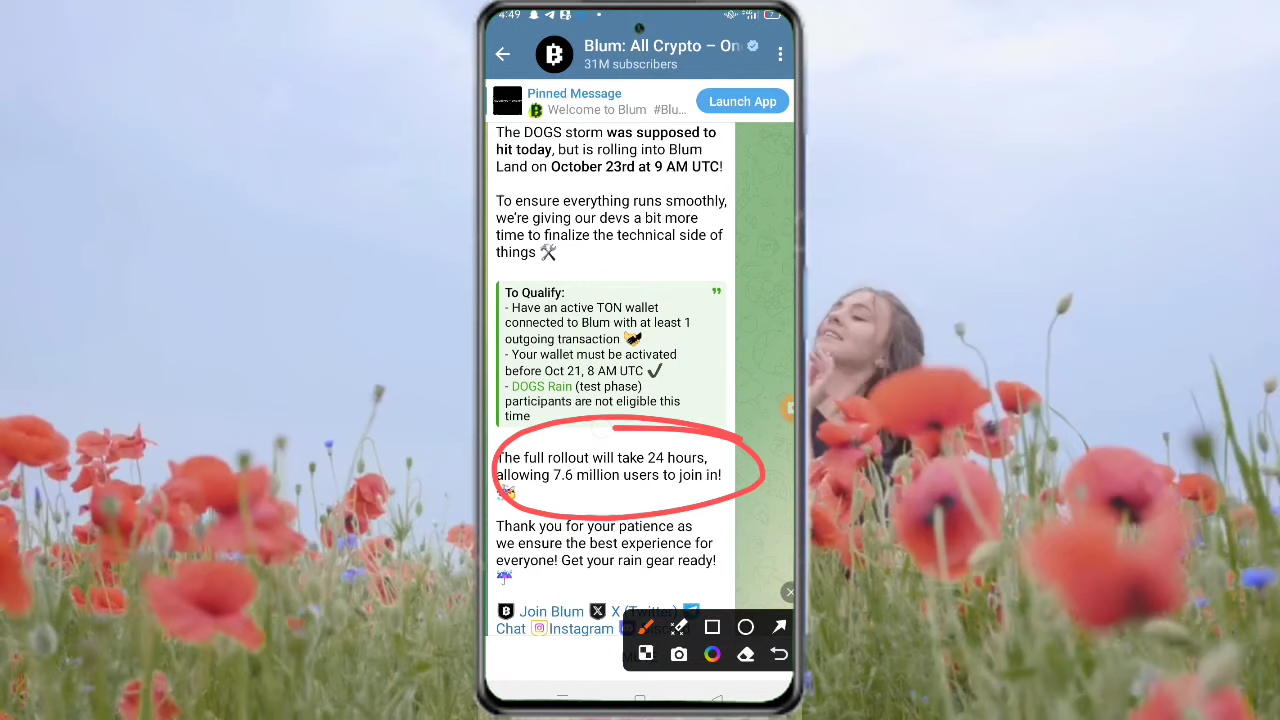 4:49
Blum: All Crypto – On
31M subscribers
Pinned Message
Welcome to Blum #Blu...
Launch App
The DOGS storm was supposed to
hit today, but is rolling into Blum
Land on October 23rd at 9 AM UTC!
To ensure everything runs smoothly,
we're giving our devs a bit more
time to finalize the technical side of
things 🛠
To Qualify:
- Have an active TON wallet
connected to Blum with at least 1
outgoing transaction
- Your wallet must be activated
before Oct 21, 8 AM UTC ✔
- DOGS Rain (test phase)
participants are not eligible this
time
The full rollout will take 24 hours,
allowing 7.6 million users to join in!
Thank you for your patience as
we ensure the best experience for
everyone! Get your rain gear ready!
☔
Join Blum X (Twitter)
Chat Instagram